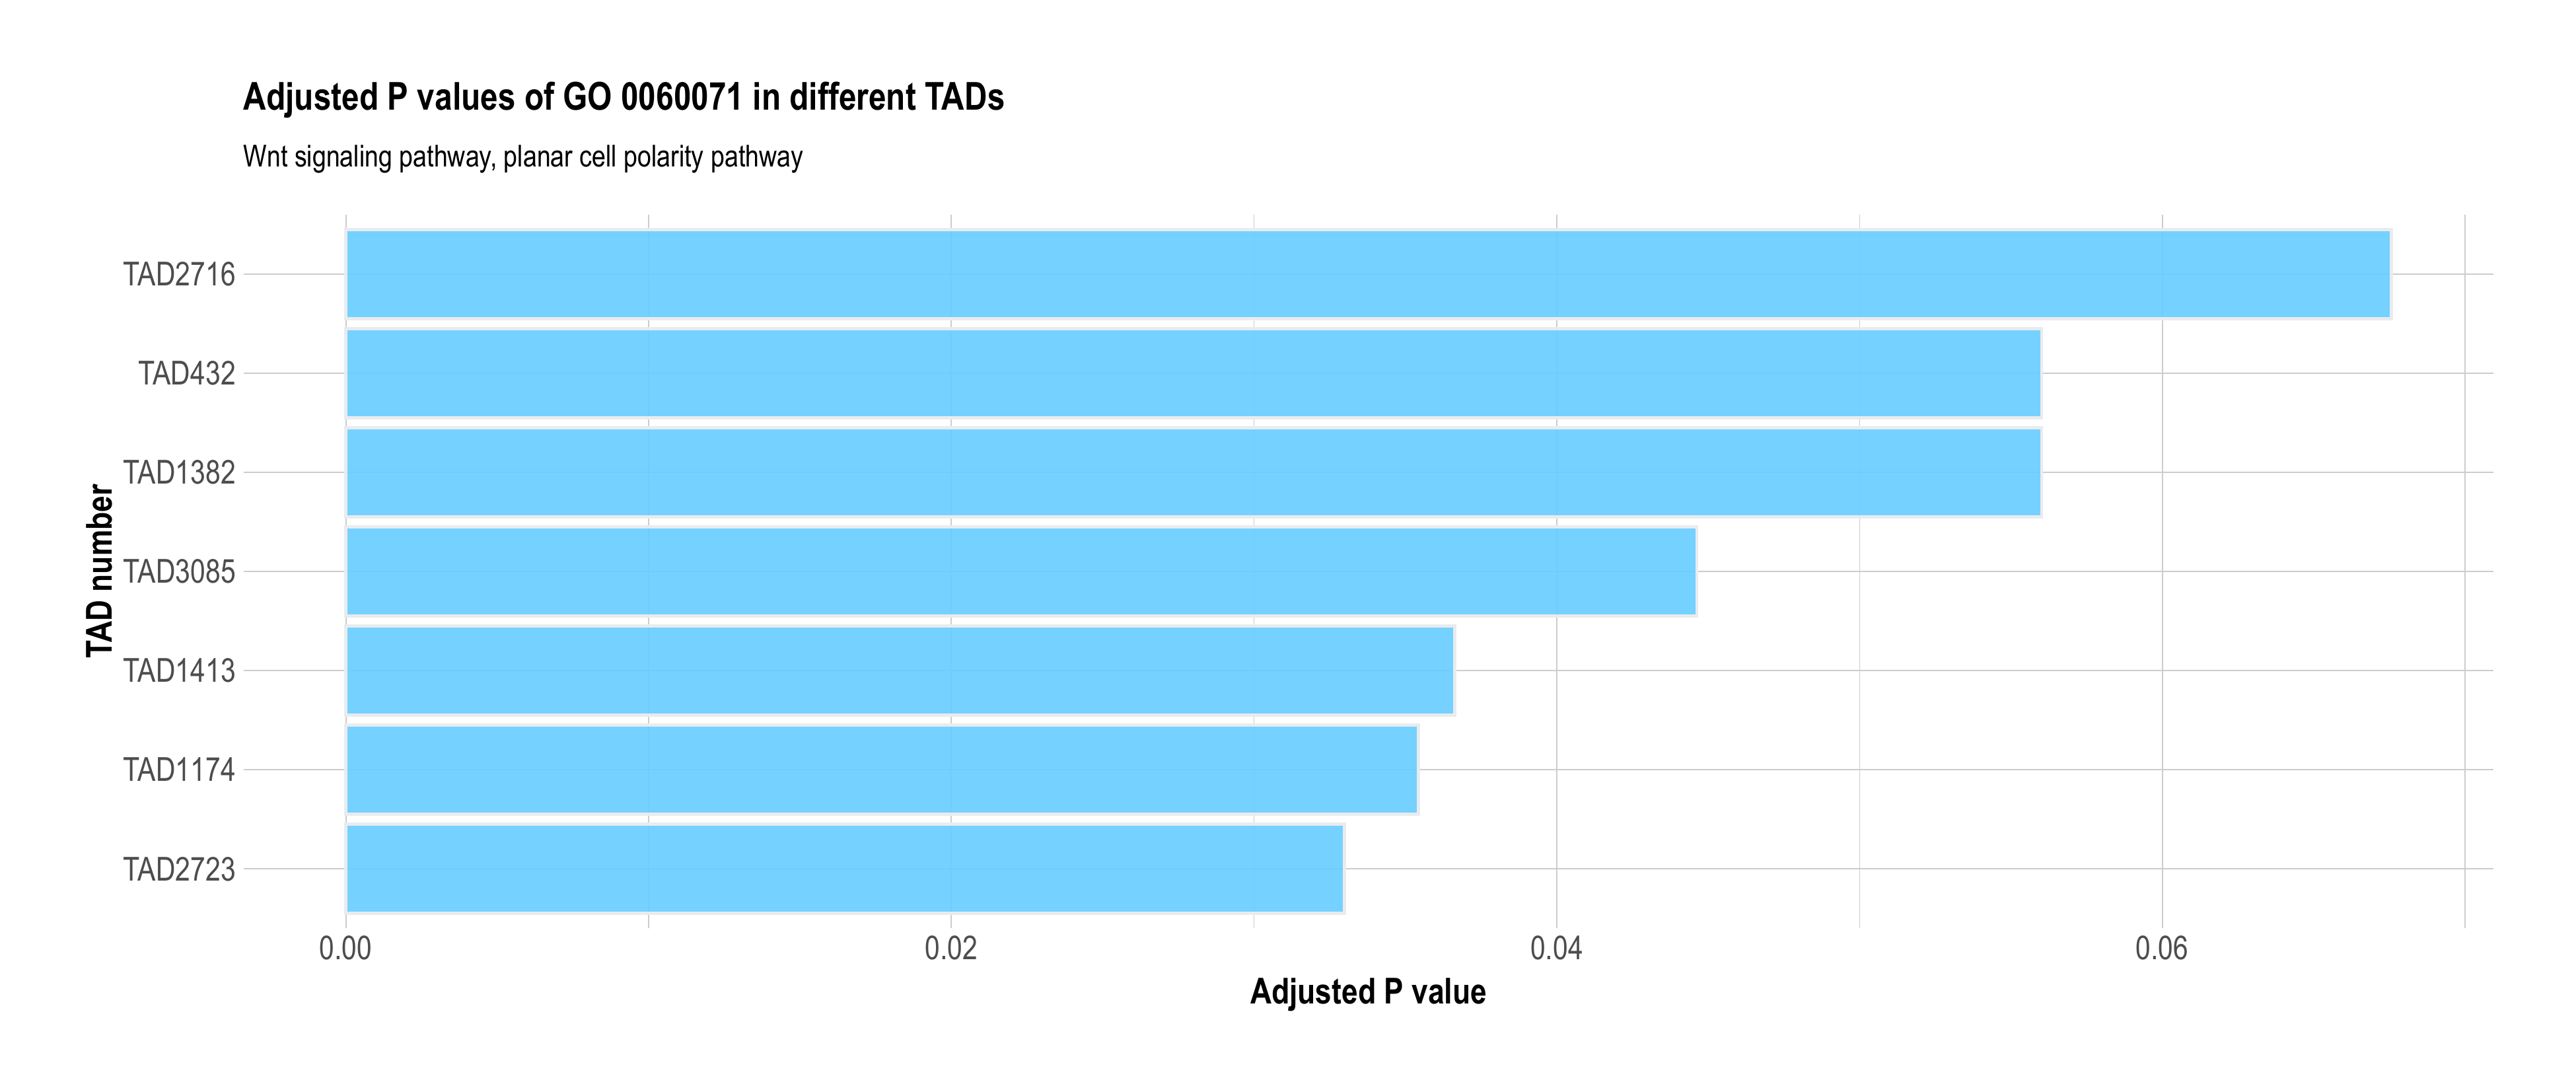 Adjusted P values of GO 0060071 in different TADs
Wnt signaling pathway, planar cell polarity pathway
TAD number
TAD2716
TAD432
TAD1382
TAD3085
TAD1413
TAD1174
TAD2723
0.00 0.02 0.04 0.06
Adjusted P value